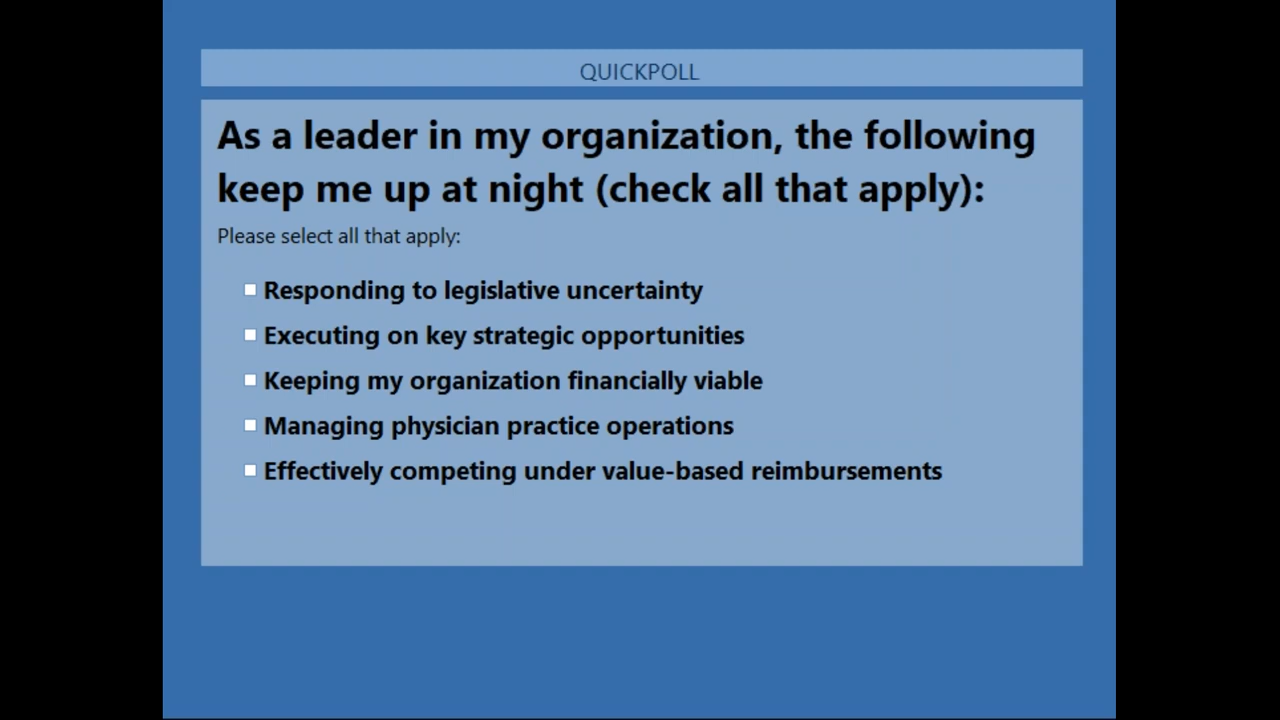 QUICKPOLL
As a leader in my organization, the following
keep me up at night (check all that apply):
Please select all that apply:
Responding to legislative uncertainty
Executing on key strategic opportunities
Keeping my organization financially viable
Managing physician practice operations
Effectively competing under value-based reimbursements